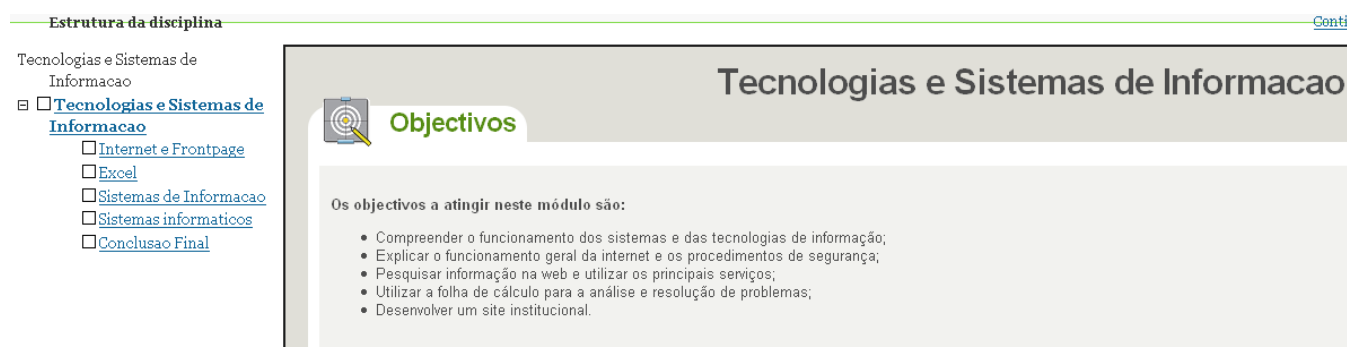 Estrutura da disciplina
Tecnologias e Sistemas de
Informacao
Tecnologias e Sistemas de
Informacao
Internet e Frontpage
Excel
Sistemas de Informacao
Sistemas informaticos
Conclusao Final
Tecnologias e Sistemas de Informacao
Objectivos
Os objectivos a atingir neste módulo são:
• Compreender o funcionamento dos sistemas e das tecnologias de informação;
• Explicar o funcionamento geral da internet e os procedimentos de segurança;
• Pesquisar informação na web e utilizar os principais serviços;
• Utilizar a folha de cálculo para a análise e resolução de problemas;
• Desenvolver um site institucional.